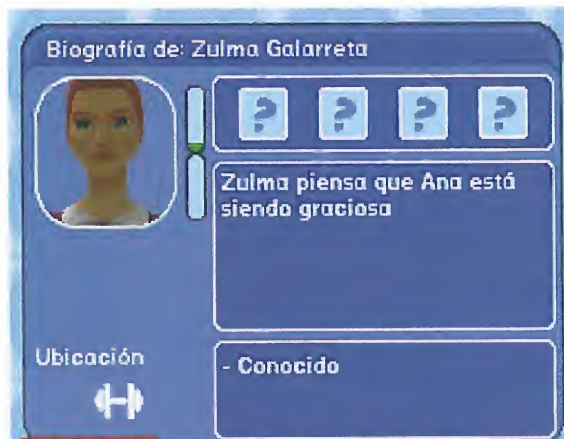 Biografía de: Zulma Galarreta
? ? ? ?
Zulma piensa que Ana está
siendo graciosa
Ubicación
- Conocido